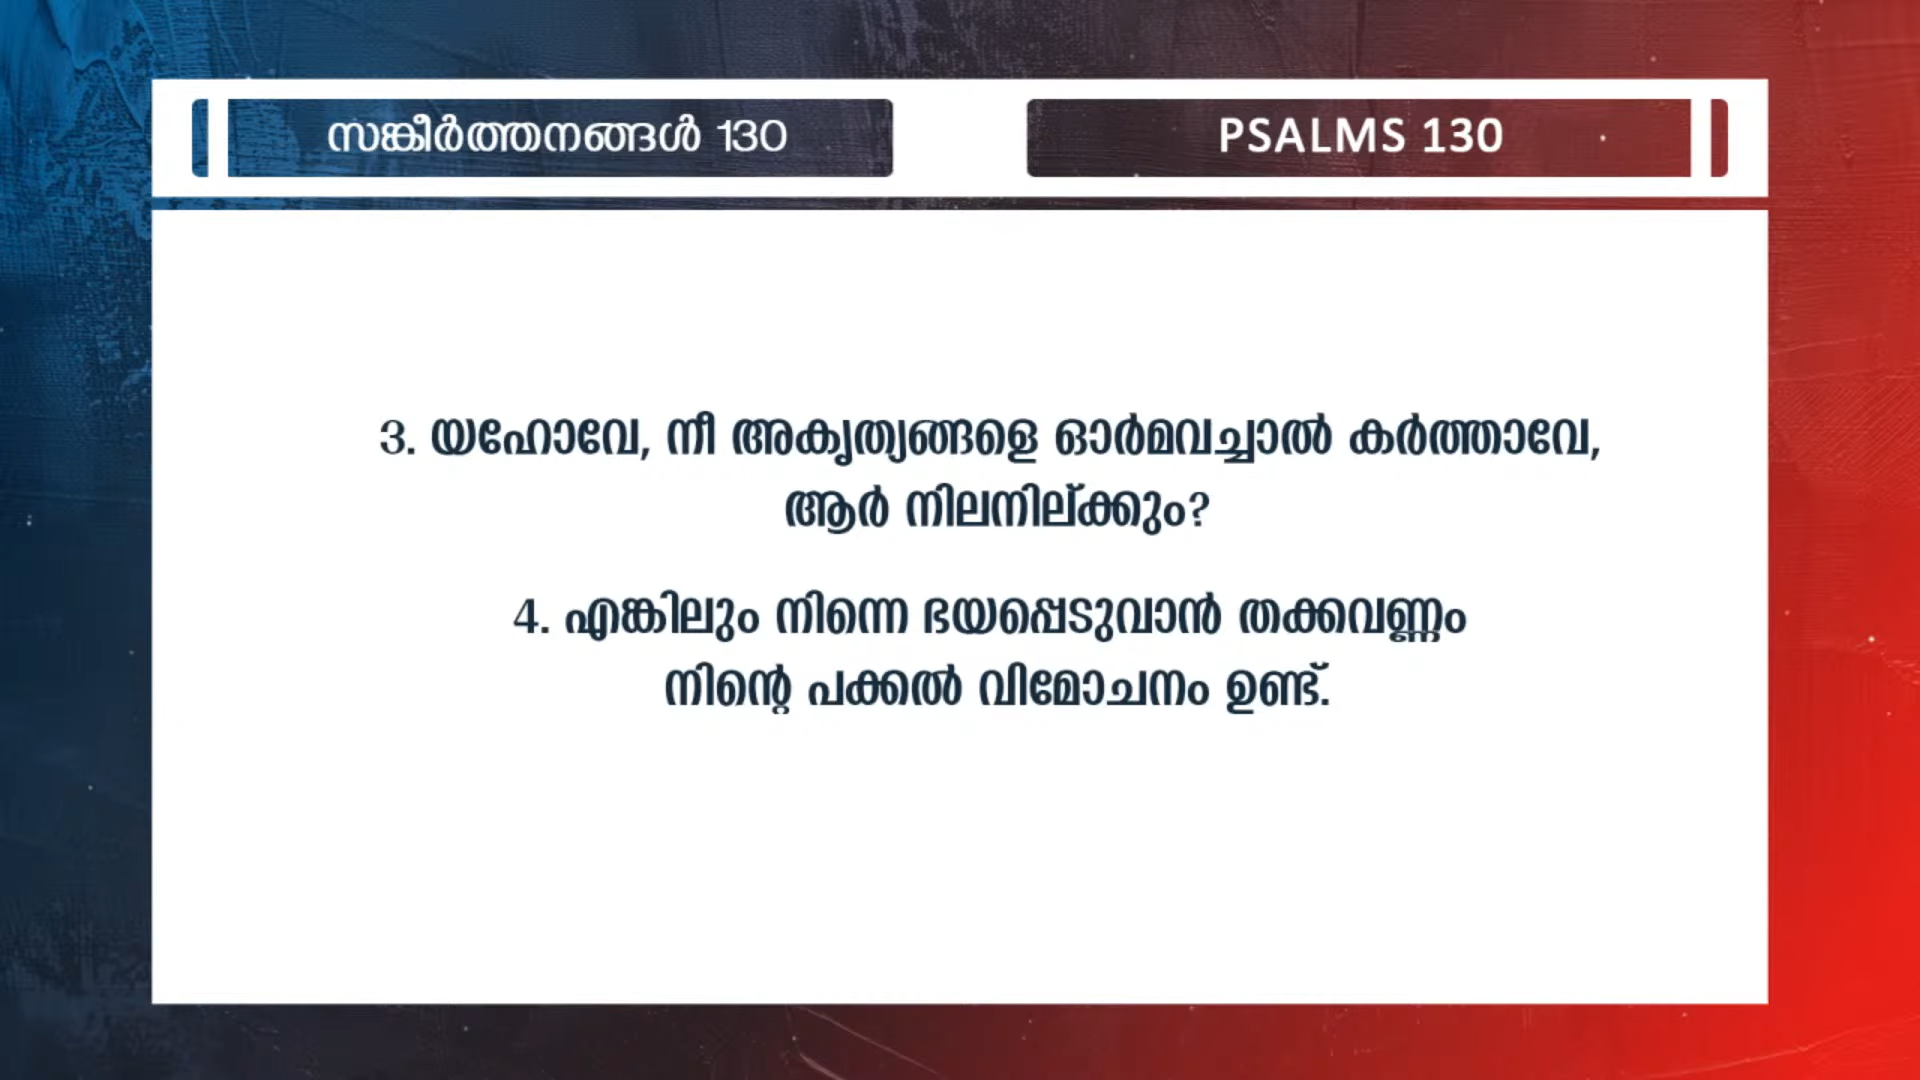 സങ്കീർത്തനങ്ങൾ 130
PSALMS 130
3. യഹോവേ, നീ അകൃത്യങ്ങളെ ഓർമവച്ചാൽ കർത്താവേ,
ആർ നിലനില്ക്കും?
4. എങ്കിലും നിന്നെ ഭയപ്പെടുവാൻ തക്കവണ്ണം
നിന്റെ പക്കൽ വിമോചനം ഉണ്ട്.